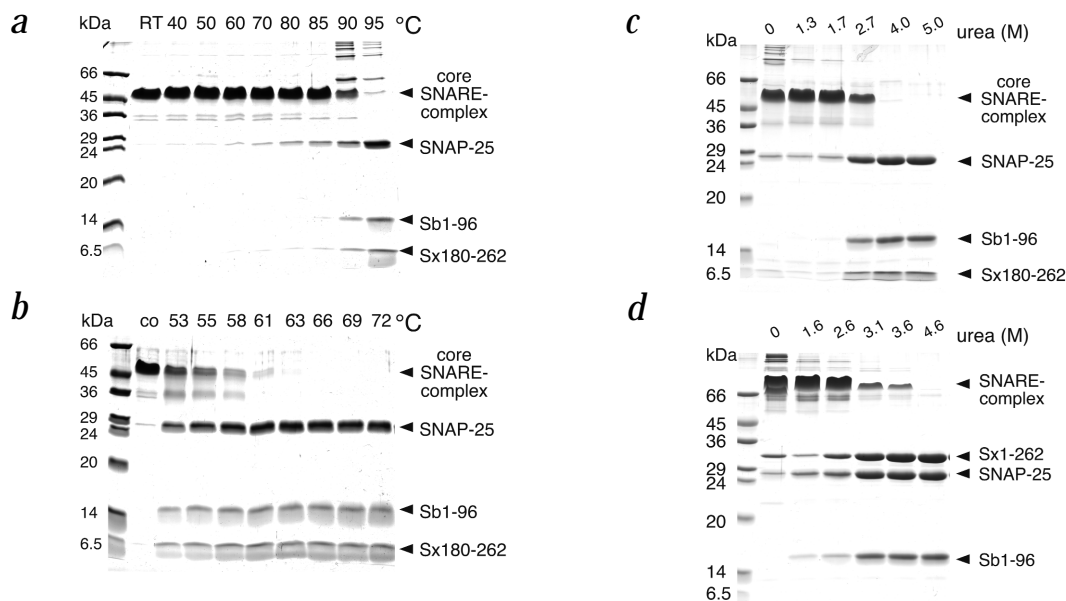 a
kDa RT 40 50 60 70 80 85 90 95 °C
66
45
36
29
24
20
14
6.5
core
SNARE-
complex
SNAP-25
Sb1-96
Sx180-262
b
kDa co 53 55 58 61 63 66 69 72 °C
66
45
36
29
24
20
14
6.5
core
SNARE-
complex
SNAP-25
Sb1-96
Sx180-262
c
0 1.3 1.7 2.7 4.0 5.0 urea (M)
kDa
66
45
36
29
24
20
14
6.5
core
SNARE-
complex
SNAP-25
Sb1-96
Sx180-262
d
0 1.6 2.6 3.1 3.6 4.6 urea (M)
kDa
66
45
36
29
24
20
14
6.5
SNARE-
complex
Sx1-262
SNAP-25
Sb1-96